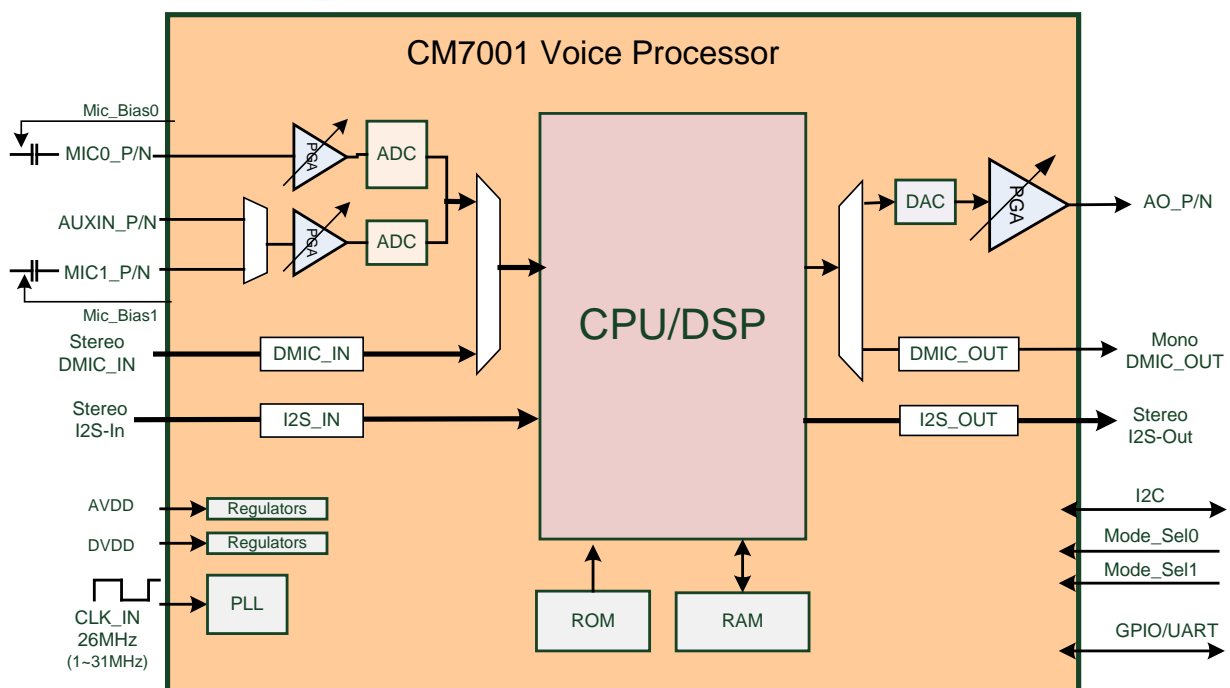 CM7001 Voice Processor
Mic_Bias0
MIC0_P/N
PGA
ADC
AUXIN_P/N
PGA
ADC
MIC1_P/N
Mic_Bias1
Stereo
DMIC_IN
DMIC_IN
Stereo
I2S-In
I2S_IN
CPU/DSP
DAC
PGA
AO_P/N
DMIC_OUT
Mono
DMIC_OUT
I2S_OUT
Stereo
I2S-Out
AVDD
Regulators
DVDD
Regulators
CLK_IN
26MHz
(1~31MHz)
PLL
ROM
RAM
I2C
Mode_Sel0
Mode_Sel1
GPIO/UART